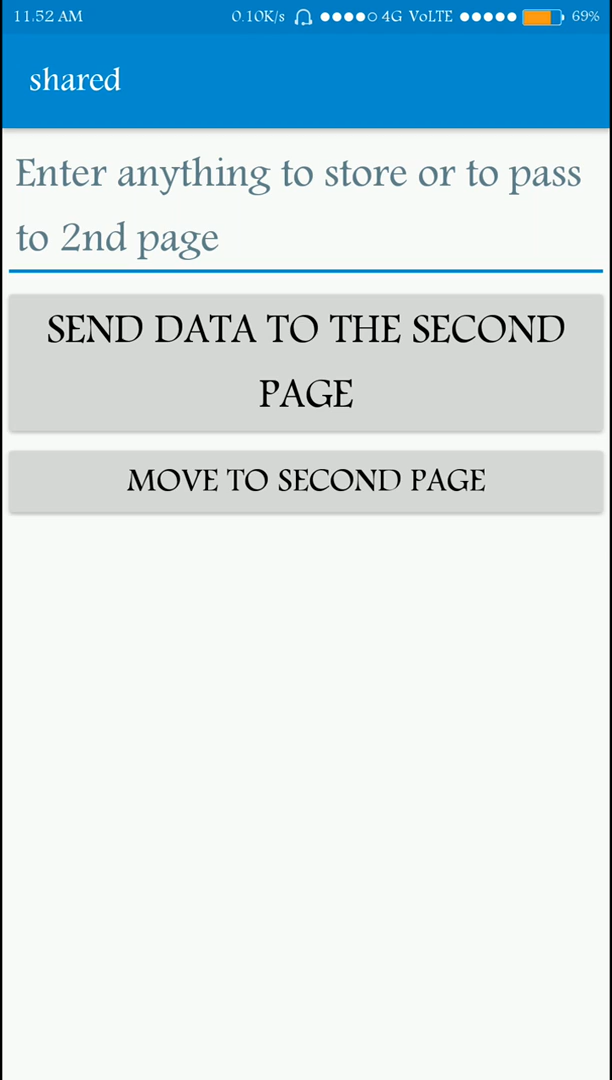 11.52 AM 0.10K/s 4G VoLTE 69%
shared
Enter anything to store or to pass
to 2nd page
SEND DATA TO THE SECOND
PAGE
MOVE TO SECOND PAGE